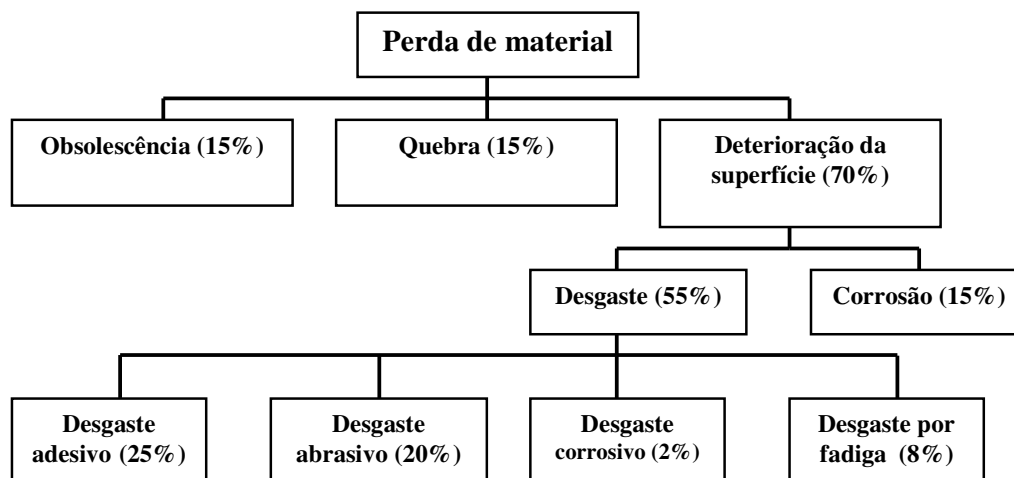 Perda de material
Obsolescência (15%)
Quebra (15%)
Deterioração da
superfície (70%)
Desgaste (55%)
Corrosão (15%)
Desgaste
adesivo (25%)
Desgaste
abrasivo (20%)
Desgaste
corrosivo (2%)
Desgaste por
fadiga (8%)